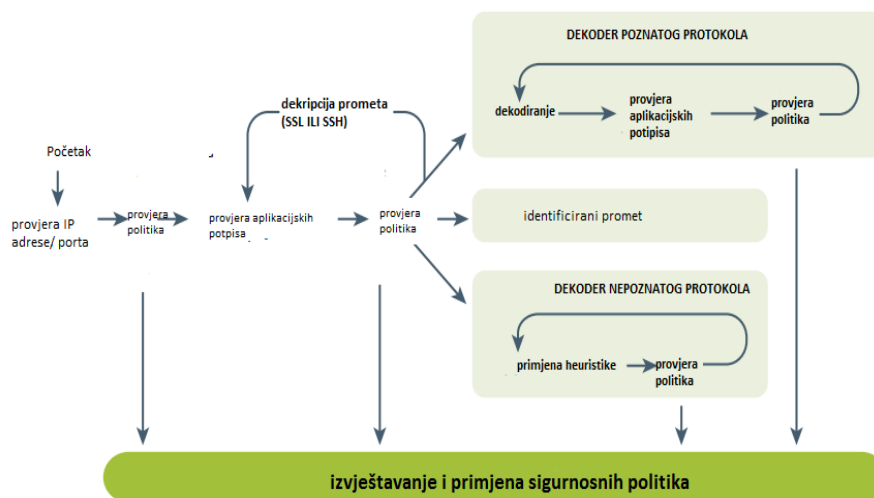 DEKODER POZNATOG PROTOKOLA
dekodiranje
provjera
aplikacijskih
potipisa
provjera
politika
dekripcija prometa
(SSL ILI SSH)
Početak
provjera IP
adrese/ porta
provjera
politika
provjera aplikacijskih
potpisa
provjera
politika
identificirani promet
DEKODER NEPOZNATOG PROTOKOLA
primjena heuristike
provjera
politika
izvještavanje i primjena sigurnosnih politika